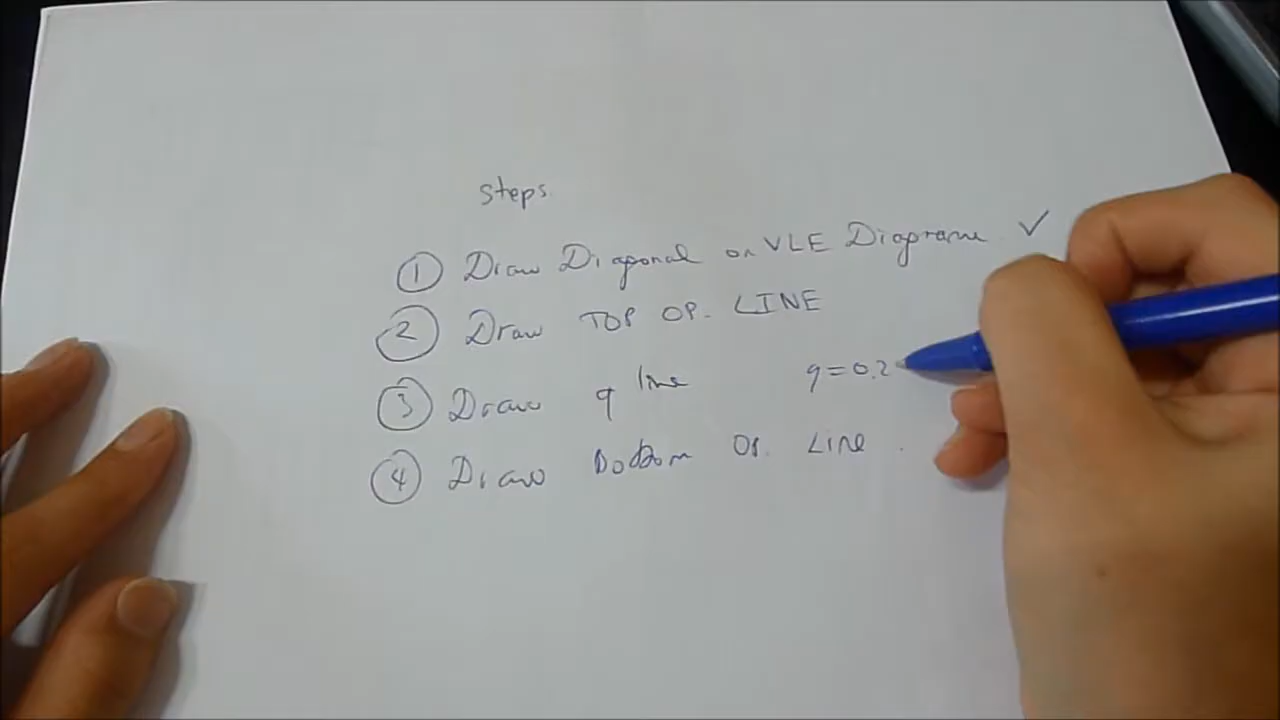 steps.
① Draw Diagonal on VLE Diagrame ✓
② Draw TOP OP. LINE
③ Draw q line q=0.2
④ Draw bottom Op. Line.